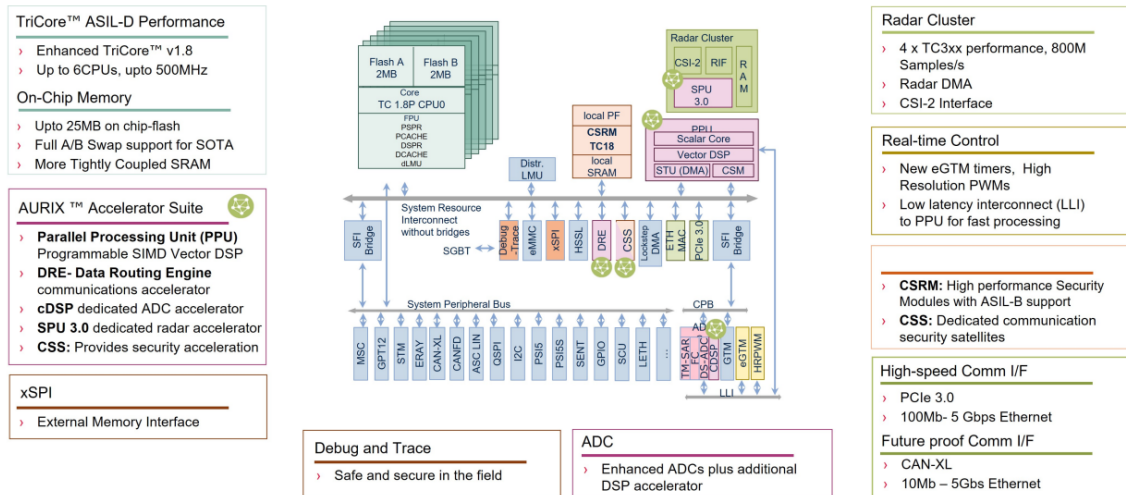 TriCore™ ASIL-D Performance
› Enhanced TriCore™ v1.8
› Up to 6CPUs, upto 500MHz
On-Chip Memory
› Upto 25MB on chip-flash
› Full A/B Swap support for SOTA
› More Tightly Coupled SRAM
AURIX ™ Accelerator Suite
› Parallel Processing Unit (PPU)
Programmable SIMD Vector DSP
› DRE- Data Routing Engine
communications accelerator
› cDSP dedicated ADC accelerator
› SPU 3.0 dedicated radar accelerator
› CSS: Provides security acceleration
xSPI
› External Memory Interface
Flash A
2MB
Flash B
2MB
Core
TC 1.8P CPU0
FPU
PSPR
PCACHE
DSPR
DCACHE
dLMU
Distr.
LMU
local PF
CSRM
TC18
local
SRAM
Radar Cluster
CSI-2
RIF
RAM
SPU
3.0
PPU
Scalar Core
Vector DSP
STU (DMA)
CSM
System Resource
Interconnect
without bridges
SFI
Bridge
SGBT
Debug
-Trace
eMMC
xSPI
HSSL
DRE
CSS
Lockstep
DMA
ETH
MAC
PCIe 3.0
SFI
Bridge
System Peripheral Bus
CPB
MSC
GPT12
STM
ERAY
CAN-XL
CANFD
ASC LIN
QSPI
I2C
PSI5
PSI5S
SENT
GPIO
SCU
LETH
...
AD
TM-SAR
FC
DS-ADC
CDSP
GTM
eGTM
HRPWM
LLI
Debug and Trace
› Safe and secure in the field
ADC
› Enhanced ADCs plus additional
DSP accelerator
Radar Cluster
› 4 x TC3xx performance, 800M
Samples/s
› Radar DMA
› CSI-2 Interface
Real-time Control
› New eGTM timers, High
Resolution PWMs
› Low latency interconnect (LLI)
to PPU for fast processing
› CSRM: High performance Security
Modules with ASIL-B support
› CSS: Dedicated communication
security satellites
High-speed Comm I/F
› PCIe 3.0
› 100Mb- 5 Gbps Ethernet
Future proof Comm I/F
› CAN-XL
› 10Mb – 5Gbs Ethernet